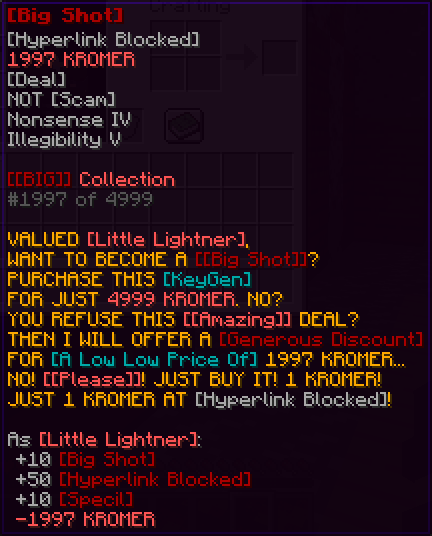 Crafting
[Big Shot]
[Hyperlink Blocked]
1997 KROMER
[Deal]
NOT [Scam]
Nonsense IV
Illegibility V
[[BIG]] Collection
#1997 of 4999
VALUED [Little Lightner],
WANT TO BECOME A [[Big Shot]]?
PURCHASE THIS [KeyGen]
FOR JUST 4999 KROMER. NO?
YOU REFUSE THIS [[Amazing]] DEAL?
THEN I WILL OFFER A [Generous Discount]
FOR [A Low Low Price Of] 1997 KROMER...
NO! [[Please]]! JUST BUY IT! 1 KROMER!
JUST 1 KROMER AT [Hyperlink Blocked]!
As [Little Lightner]:
+10 [Big Shot]
+50 [Hyperlink Blocked]
+10 [Specil]
-1997 KROMER